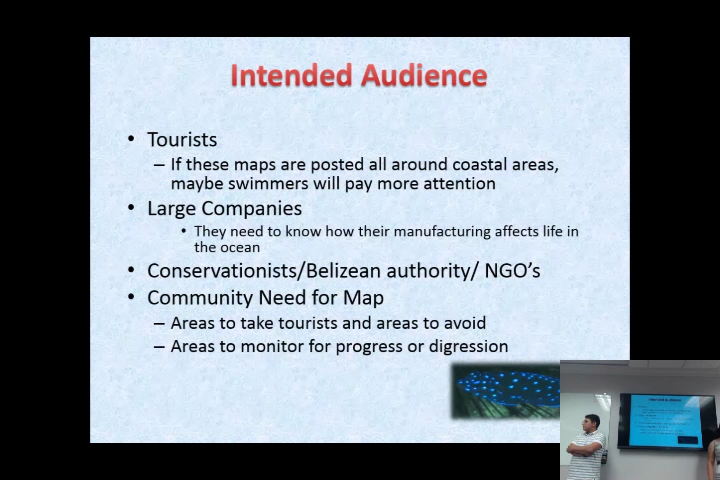 Intended Audience
• Tourists
– If these maps are posted all around coastal areas,
maybe swimmers will pay more attention
• Large Companies
• They need to know how their manufacturing affects life in
the ocean
• Conservationists/Belizean authority/ NGO's
• Community Need for Map
– Areas to take tourists and areas to avoid
– Areas to monitor for progress or digression
Intended Audience